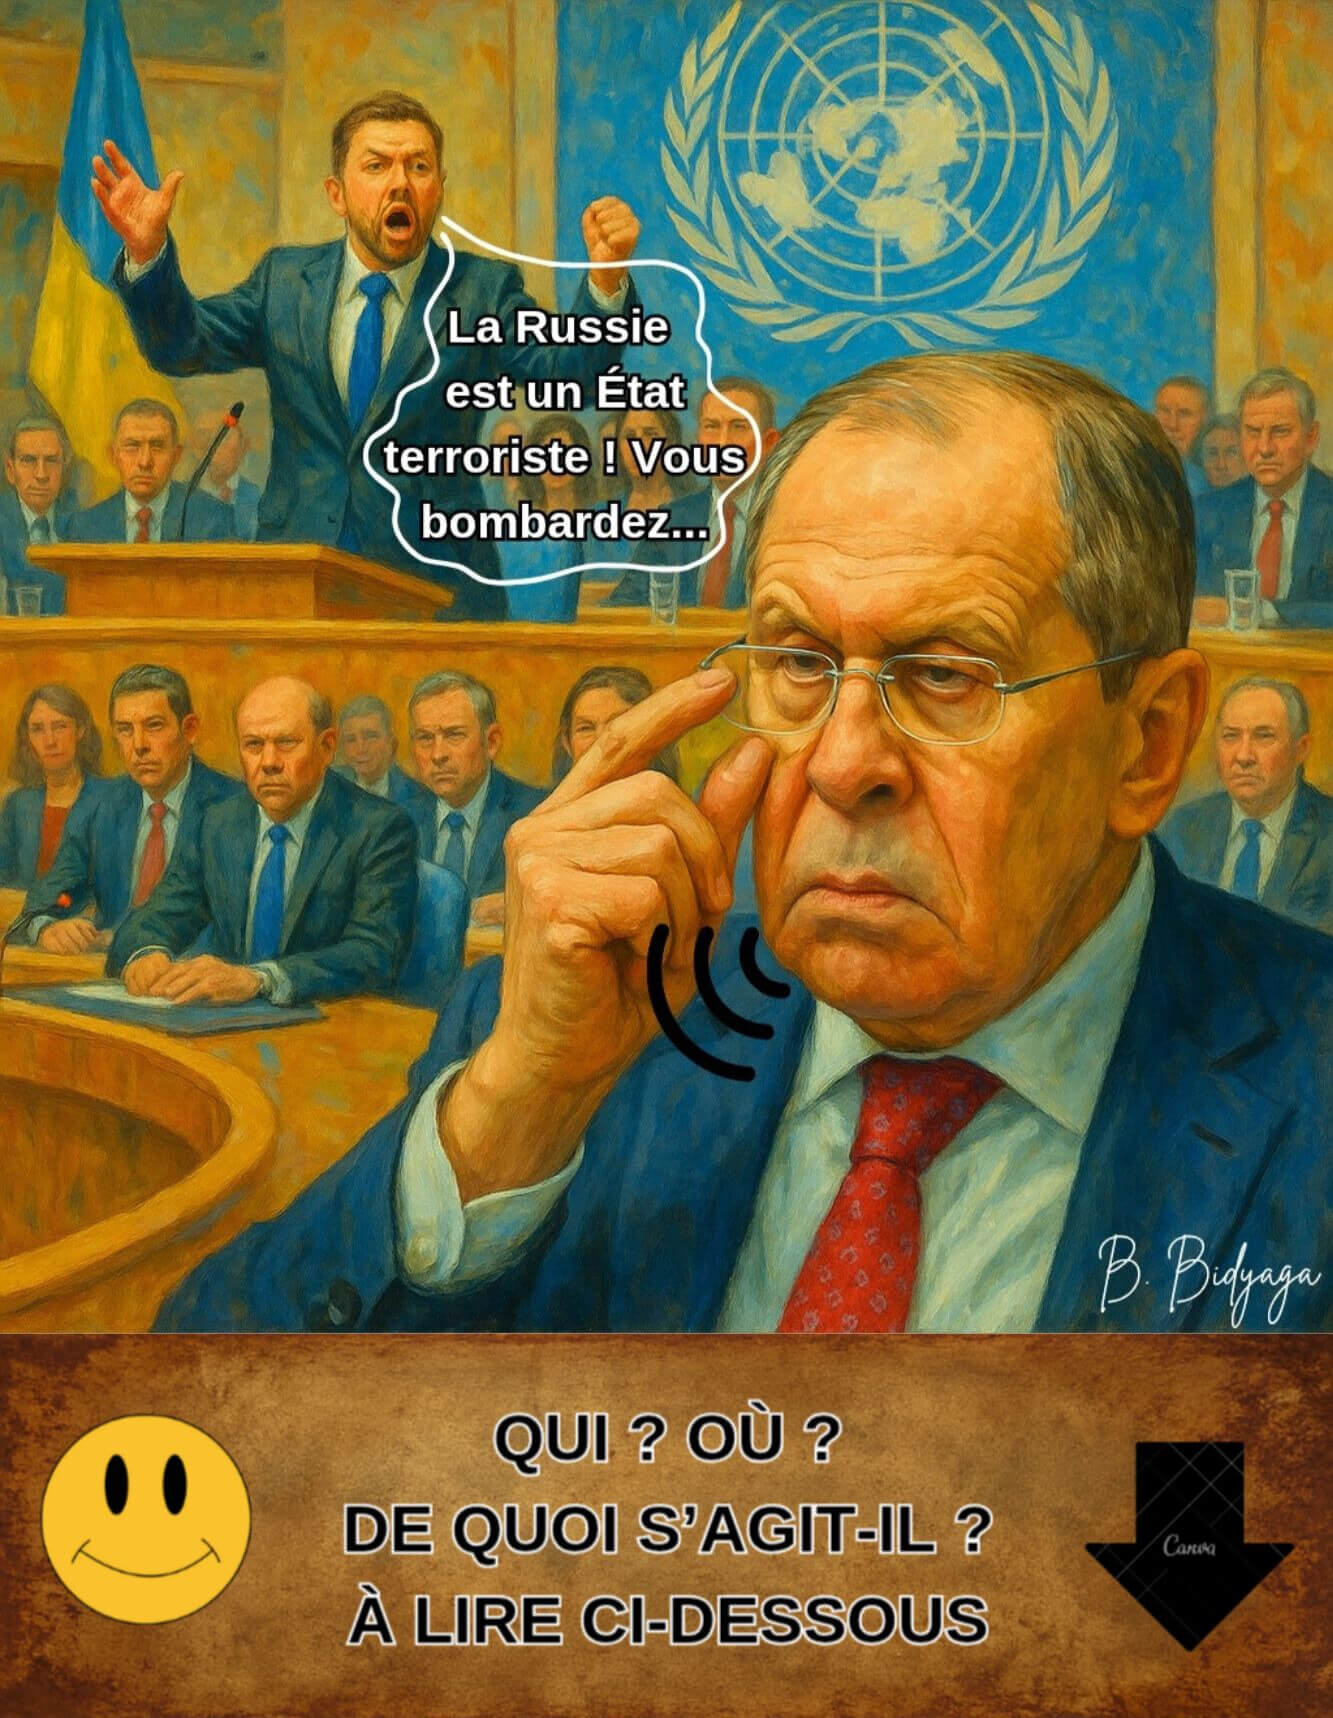 La Russie
est un État
terroriste ! Vous
bombardez...
B. Bidyaga
QUI ? OÙ ?
DE QUOI S’AGIT-IL ?
À LIRE CI-DESSOUS
Canva